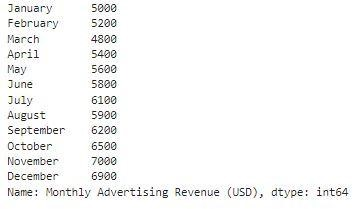 January      5000
February     5200
March        4800
April        5400
May          5600
June         5800
July         6100
August       5900
September    6200
October      6500
November     7000
December     6900
Name: Monthly Advertising Revenue (USD), dtype: int64